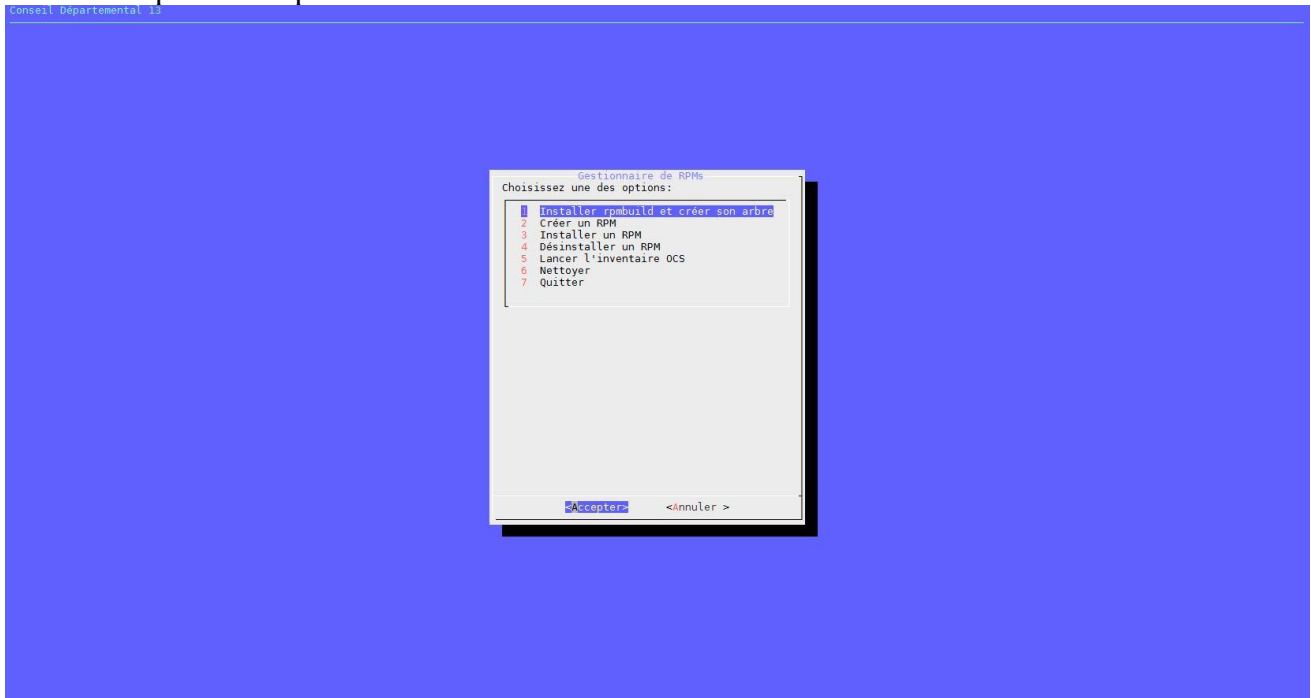 Conseil Départemental 13
Gestionnaire de RPMs
Choisissez une des options:
1 Installer rpmbuild et créer son arbre
2 Créer un RPM
3 Installer un RPM
4 Désinstaller un RPM
5 Lancer l'inventaire OCS
6 Nettoyer
7 Quitter
<Accepter> <Annuler >